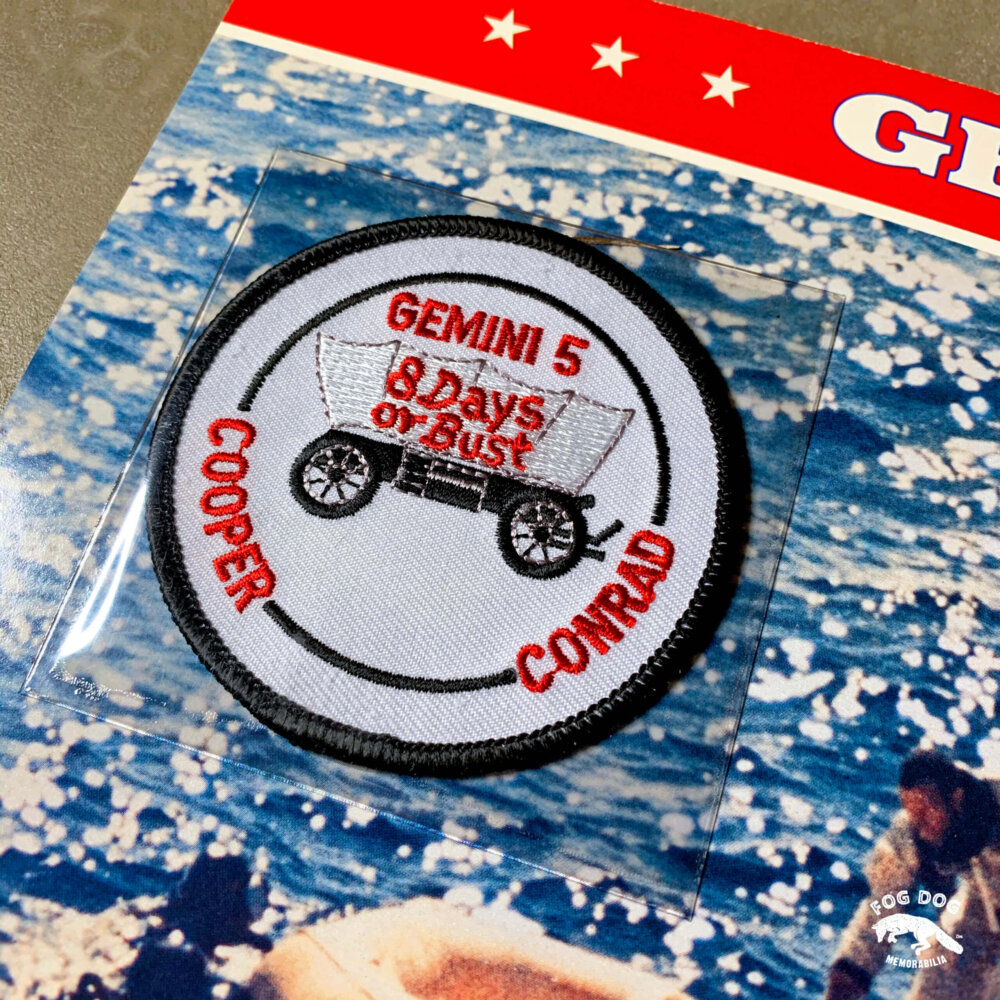 GEMINI 5
8 Days
or Bust
COOPER
CONRAD
FOG DOG
MEMORABILIA